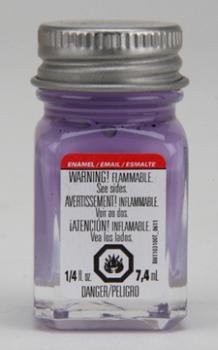 ENAMEL / EMAIL / ESMALTE
WARNING! FLAMMABLE.
See sides.
AVERTISSEMENT! INFLAMMABLE.
Voir au dos.
¡ATENCIÓN! INFLAMABLE.
Vea los lados.
1/4 fl. oz. 7,4 mL
DANGER/PELIGRO